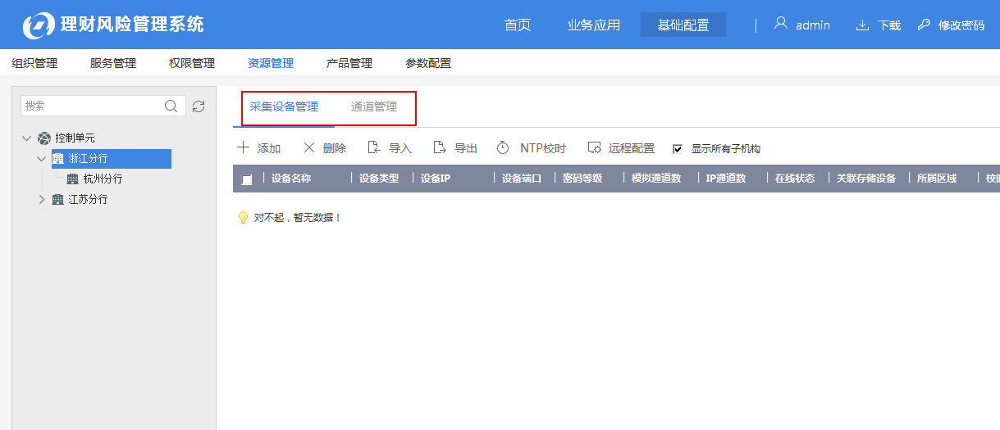 理财风险管理系统 首页 业务应用 基础配置 admin 下载 修改密码
组织管理 服务管理 权限管理 资源管理 产品管理 参数配置
搜索
控制单元
浙江分行
杭州分行
江苏分行
采集设备管理 通道管理
添加 删除 导入 导出 NTP校时 远程配置 显示所有子机构
设备名称 设备类型 设备IP 设备端口 密码等级 模拟通道数 IP通道数 在线状态 关联存储设备 所属区域
对不起，暂无数据！